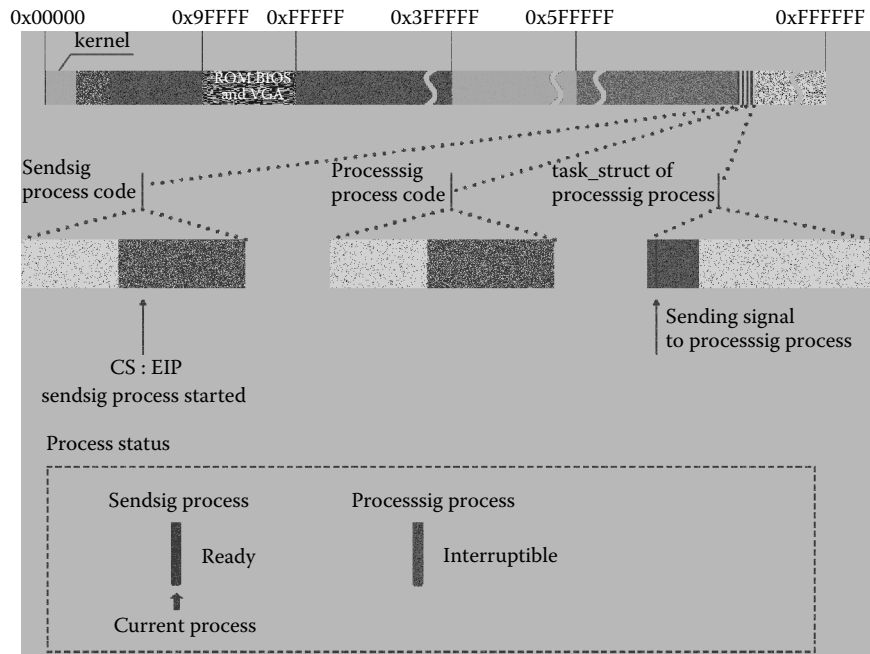 0x00000 0x9FFFF 0xFFFFF 0x3FFFFF 0x5FFFFF 0xFFFFFF
kernel
ROM BIOS
and VGA
Sendsig
process code
Processsig
process code
task_struct of
processsig process
Sending signal
to processsig process
CS : EIP
sendsig process started
Process status
Sendsig process
Processsig process
Ready
Interruptible
Current process